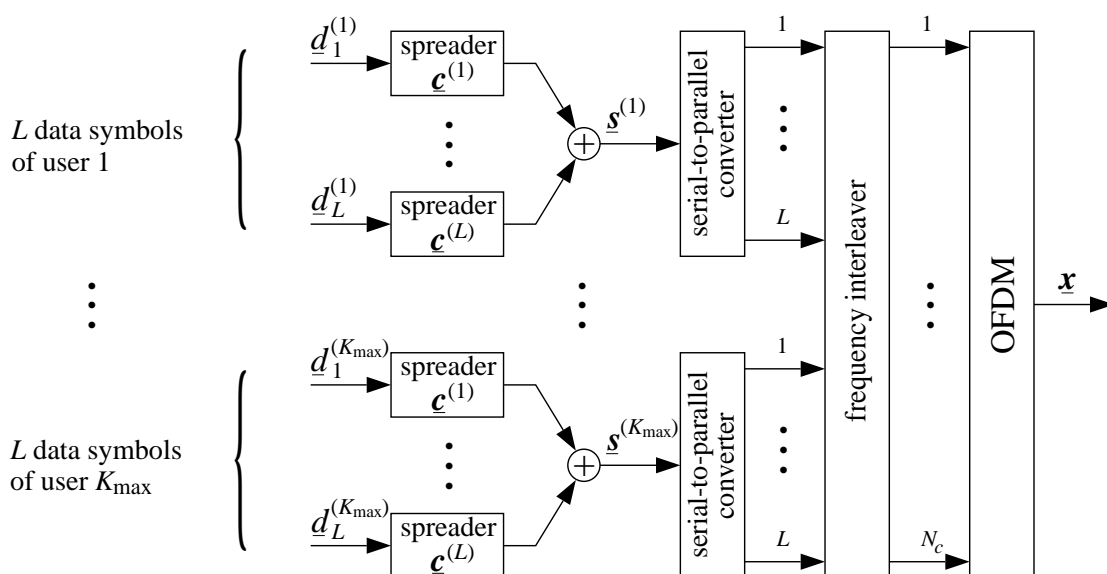 L data symbols
of user 1
d_1^(1)
spreader
c^(1)
d_L^(1)
spreader
c^(L)
+
s^(1)
serial-to-parallel
converter
1
L
L data symbols
of user K_max
d_1^(K_max)
spreader
c^(1)
d_L^(K_max)
spreader
c^(L)
+
s^(K_max)
serial-to-parallel
converter
1
L
frequency interleaver
1
N_c
OFDM
x